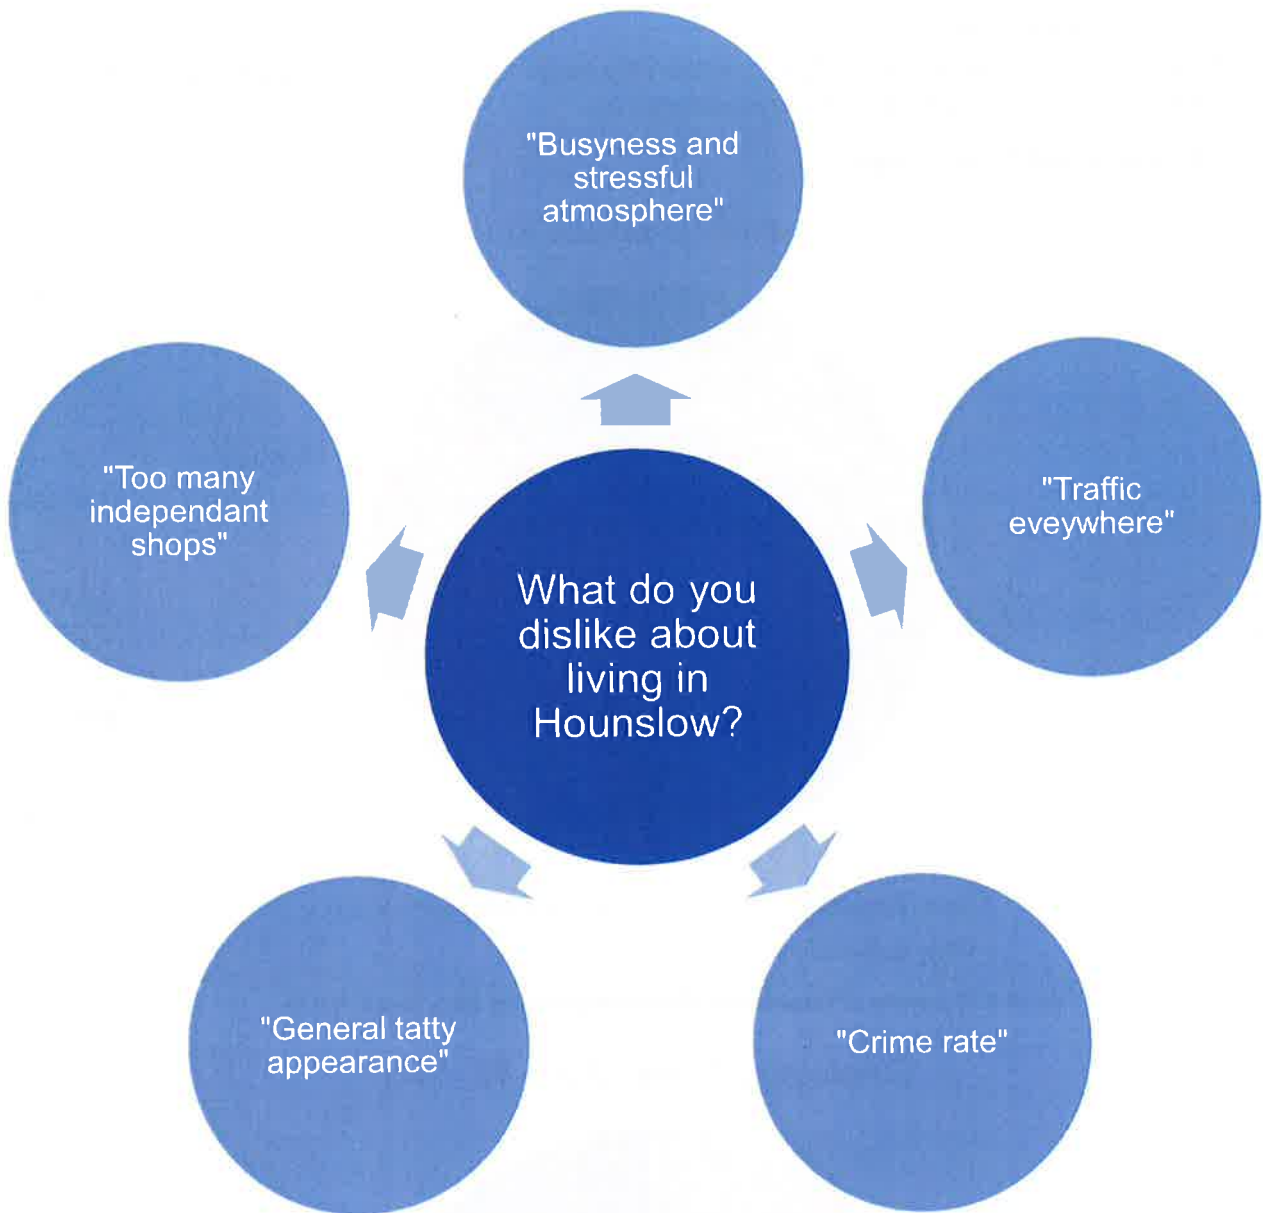 "Busyness and
stressful
atmosphere"
"Too many
independant
shops"
"Traffic
eveywhere"
What do you
dislike about
living in
Hounslow?
"General tatty
appearance"
"Crime rate"